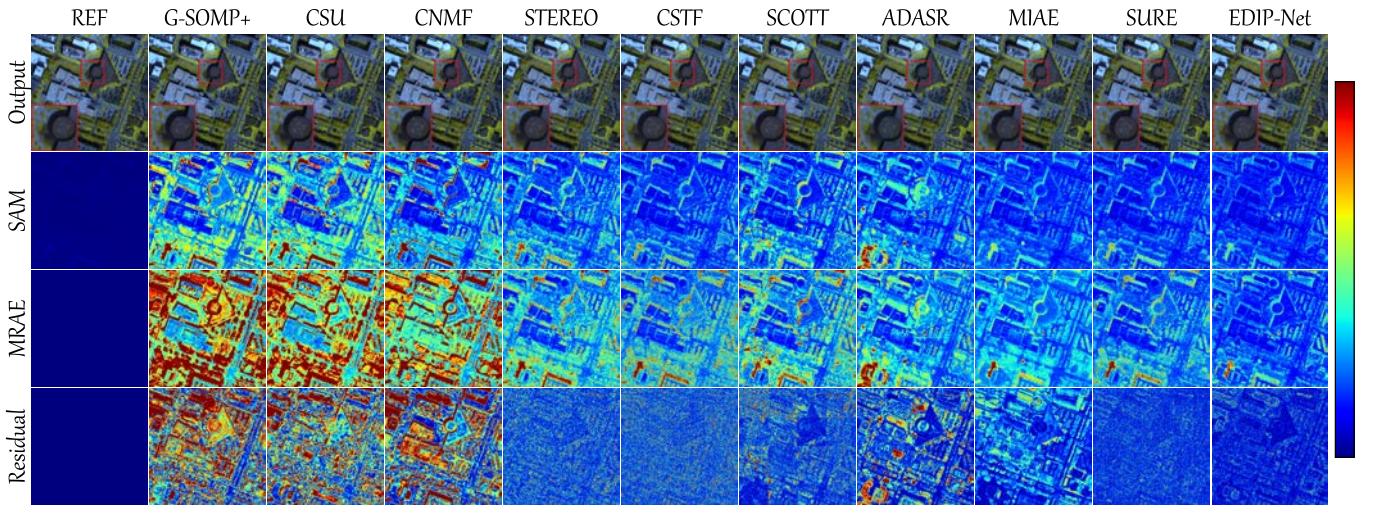 REF G-SOMP+ CSU CNMF STEREO CSTF SCOTT ADASR MIAE SURE EDIP-Net
Output
SAM
MRAE
Residual